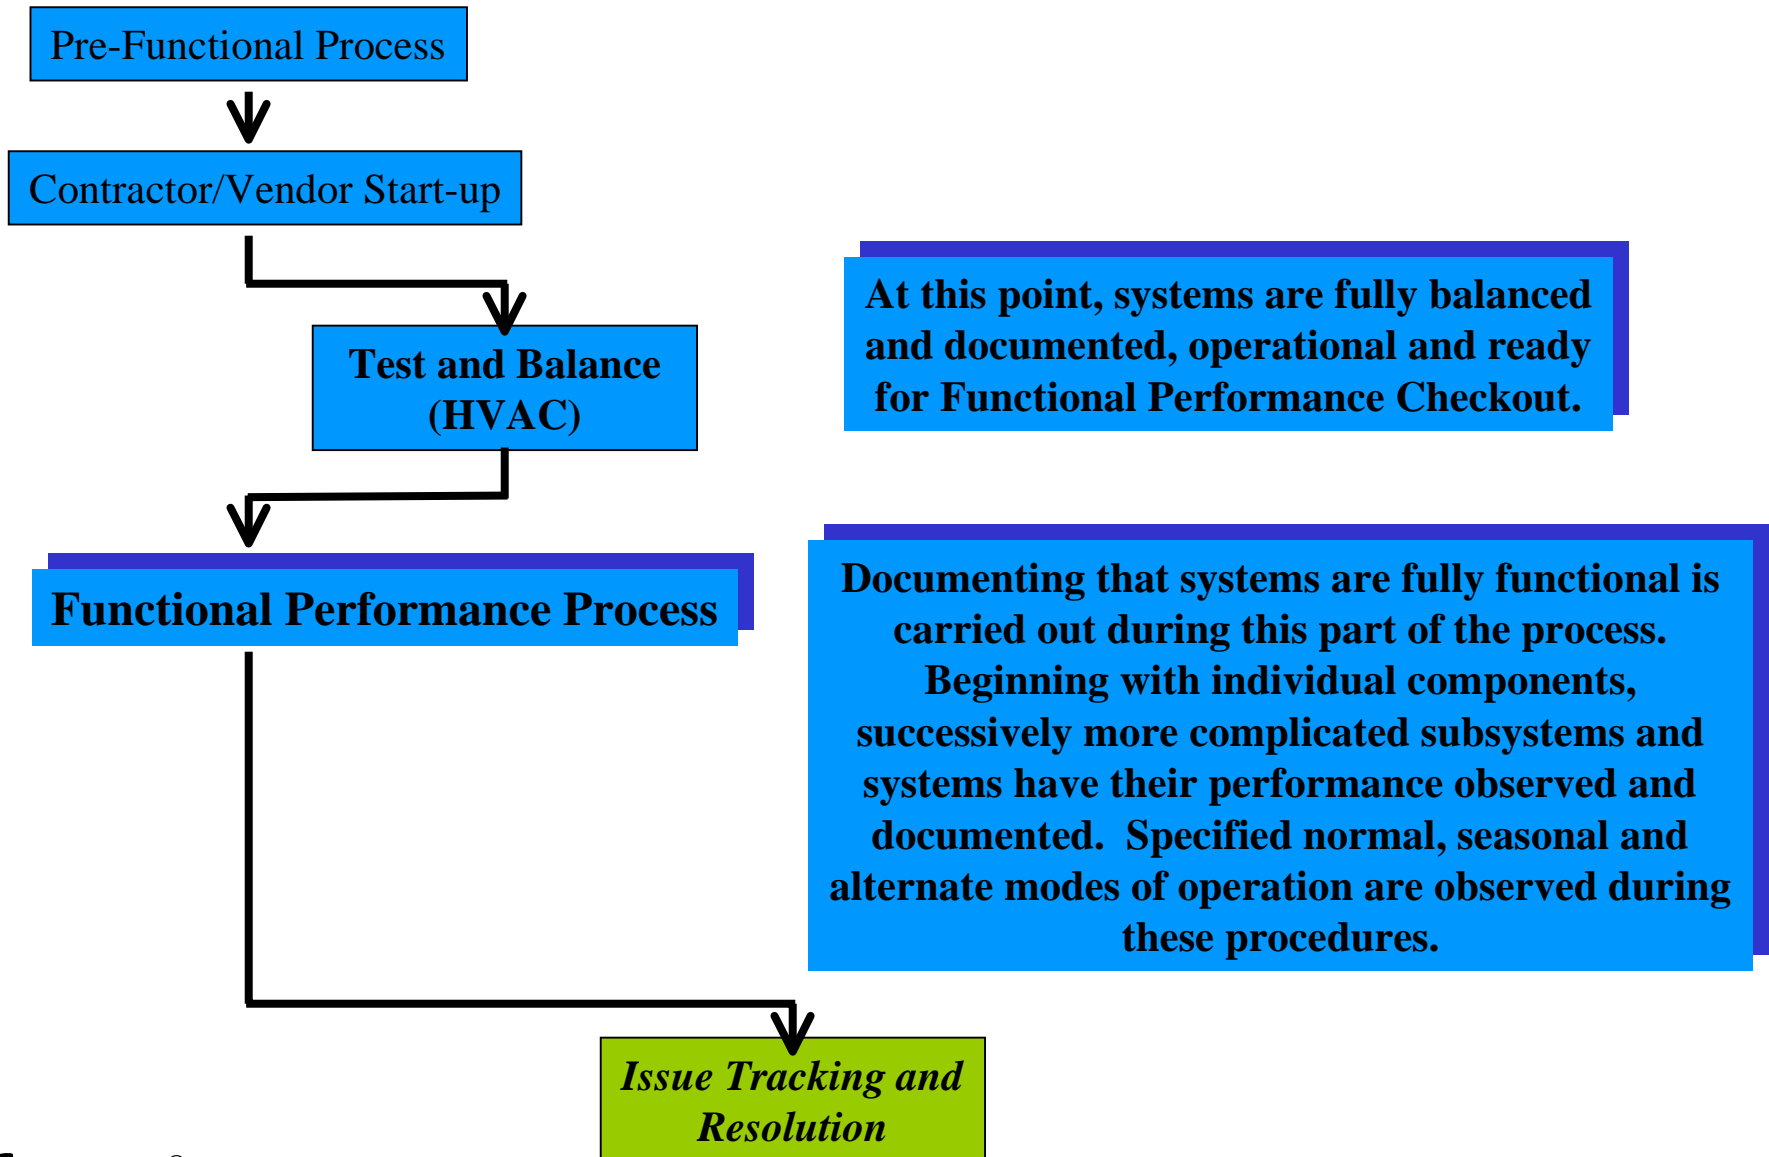 Pre-Functional Process
Contractor/Vendor Start-up
At this point, systems are fully balanced
and documented, operational and ready
for Functional Performance Checkout.
Test and Balance
(HVAC)
Functional Performance Process
Documenting that systems are fully functional is
carried out during this part of the process.
Beginning with individual components,
successively more complicated subsystems and
systems have their performance observed and
documented.  Specified normal, seasonal and
alternate modes of operation are observed during
these procedures.
Issue Tracking and
Resolution